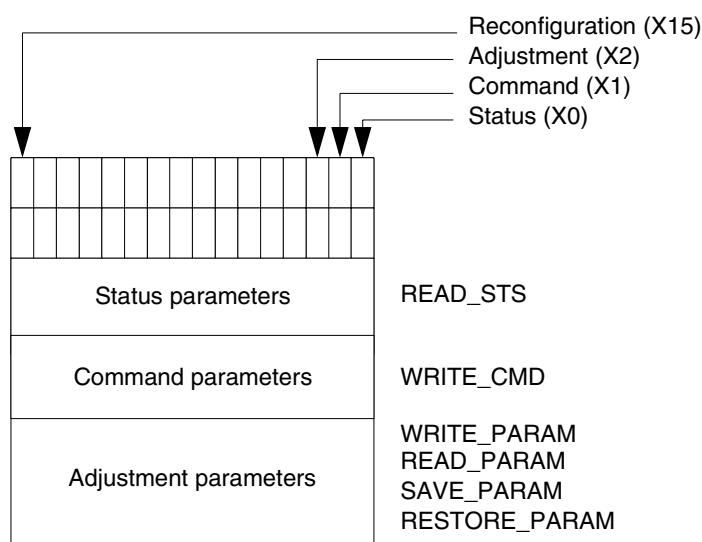 Reconfiguration (X15)
Adjustment (X2)
Command (X1)
Status (X0)
Status parameters
READ_STS
Command parameters
WRITE_CMD
WRITE_PARAM
READ_PARAM
Adjustment parameters
SAVE_PARAM
RESTORE_PARAM